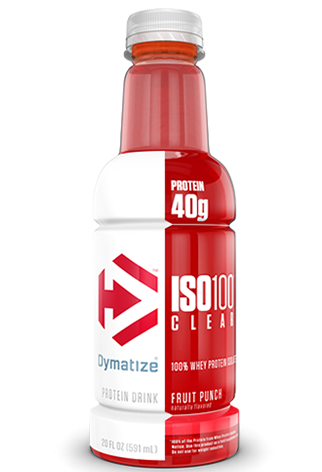 PROTEIN
40g
ISO100
CLEAR
Dymatize®
100% WHEY PROTEIN
PROTEIN DRINK
FRUIT PUNCH
naturally flavored
20 FL OZ (591 mL)